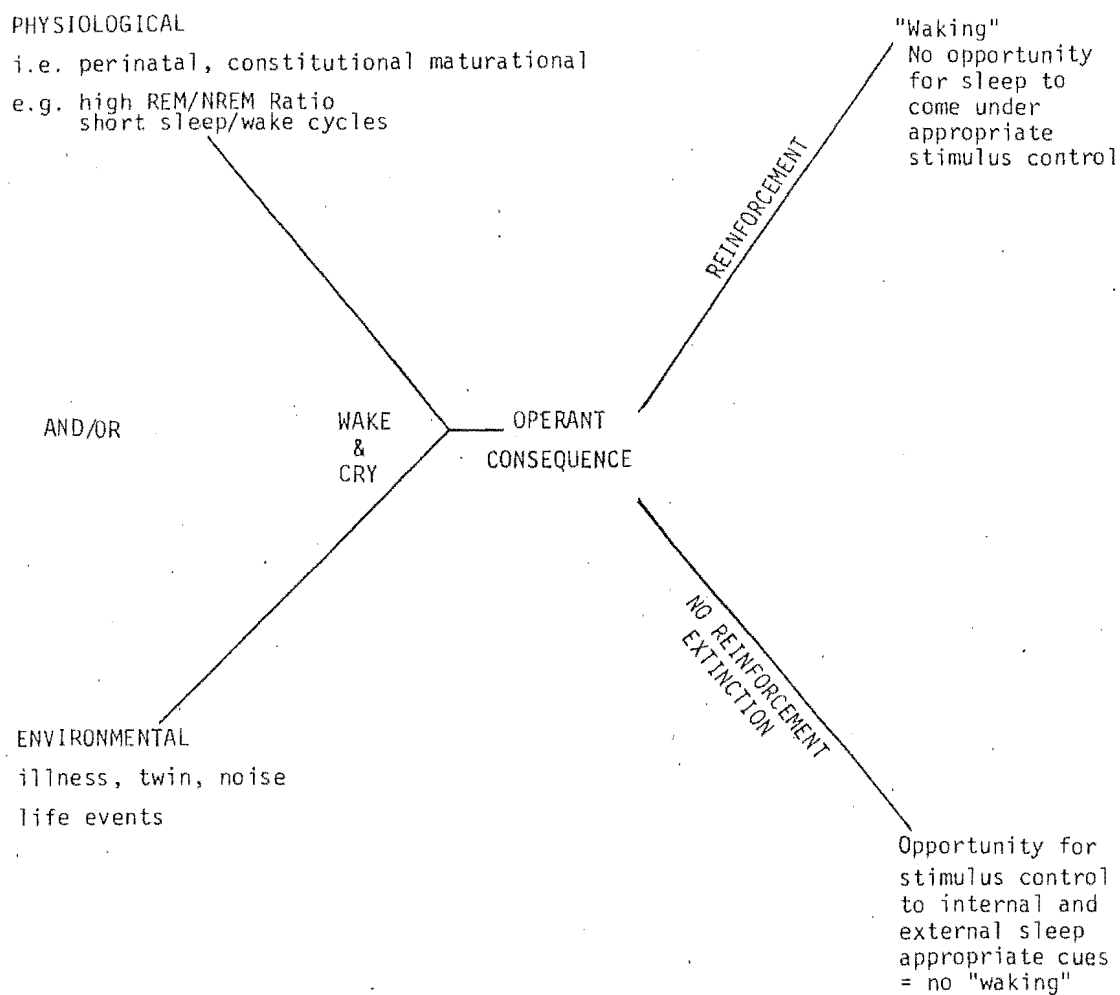 PHYSIOLOGICAL
i.e. perinatal, constitutional maturational
e.g. high REM/NREM Ratio
short sleep/wake cycles
"Waking"
No opportunity
for sleep to
come under
appropriate
stimulus control
REINFORCEMENT
AND/OR
WAKE
&
CRY
OPERANT
CONSEQUENCE
NO REINFORCEMENT
EXTINCTION
ENVIRONMENTAL
illness, twin, noise
life events
Opportunity for
stimulus control
to internal and
external sleep
appropriate cues
= no "waking"